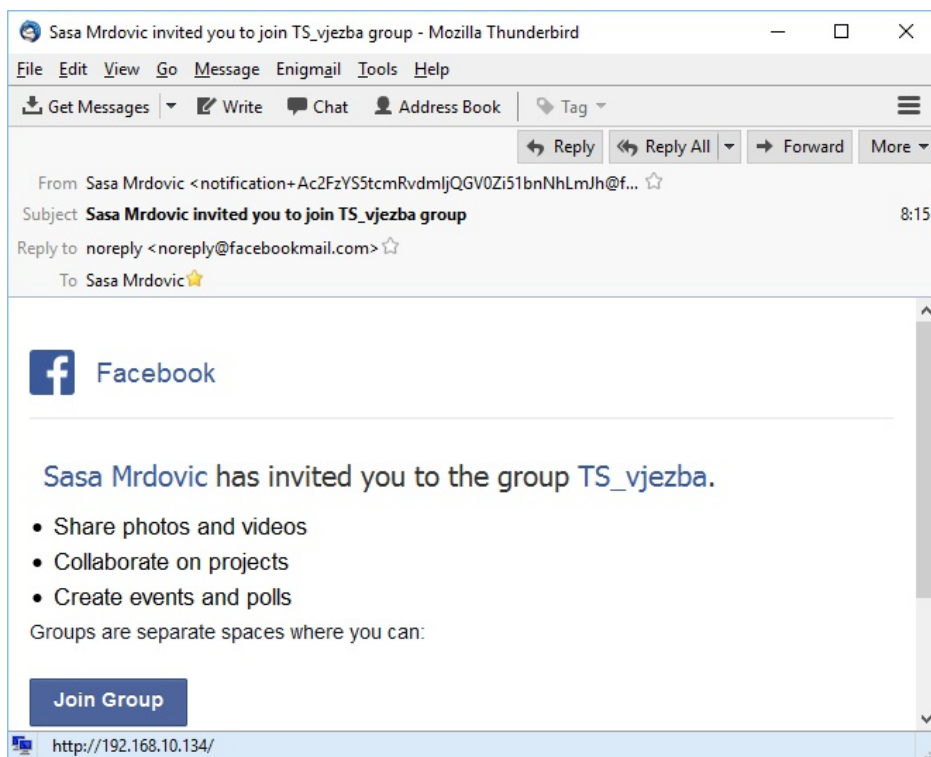 Sasa Mrdovic invited you to join TS_vjezba group - Mozilla Thunderbird
File Edit View Go Message Enigmail Tools Help
Get Messages Write Chat Address Book Tag
Reply Reply All Forward More
From Sasa Mrdovic <notification+Ac2FzYS5tcmRvdmljQGV0Zi51bnNhLmJh@f...
Subject Sasa Mrdovic invited you to join TS_vjezba group 8:15
Reply to noreply <noreply@facebookmail.com>
To Sasa Mrdovic
f Facebook
Sasa Mrdovic has invited you to the group TS_vjezba.
• Share photos and videos
• Collaborate on projects
• Create events and polls
Groups are separate spaces where you can:
Join Group
http://192.168.10.134/